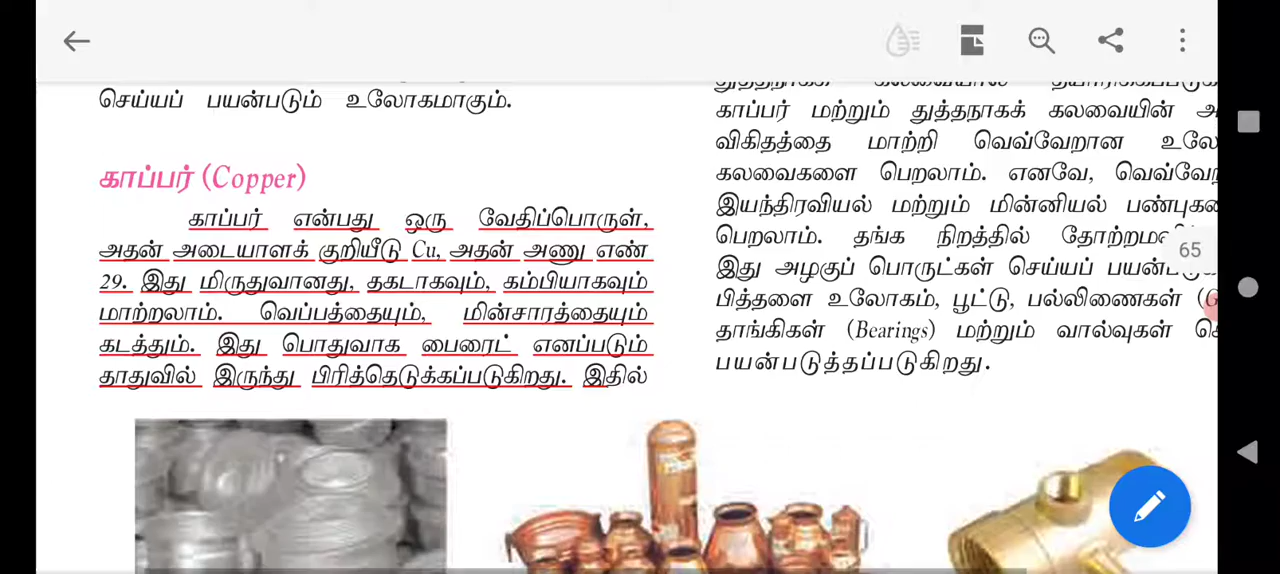 செய்யப் பயன்படும் உலோகமாகும்.
காப்பர் (Copper)
காப்பர் என்பது ஒரு வேதிப்பொருள்,
அதன் அடையாளக் குறியீடு Cu, அதன் அணு எண்
29. இது மிருதுவானது, தகடாகவும், கம்பியாகவும்
மாற்றலாம். வெப்பத்தையும், மின்சாரத்தையும்
கடத்தும். இது பொதுவாக பைரைட் எனப்படும்
தாதுவில் இருந்து பிரித்தெடுக்கப்படுகிறது. இதில்
காப்பர் மற்றும் துத்தநாகக் கலவையின் அ
விகிதத்தை மாற்றி வெவ்வேறான உலோ
கலவைகளை பெறலாம். எனவே, வெவ்வேற
இயந்திரவியல் மற்றும் மின்னியல் பண்புக
பெறலாம். தங்க நிறத்தில்
இது அழகுப் பொருட்கள் செய்யப்
பித்தளை உலோகம், பூட்டு, பல்லிணைகள் (G
தாங்கிகள் (Bearings) மற்றும் வால்வுகள் செ
பயன்படுத்தப்படுகிறது.
65